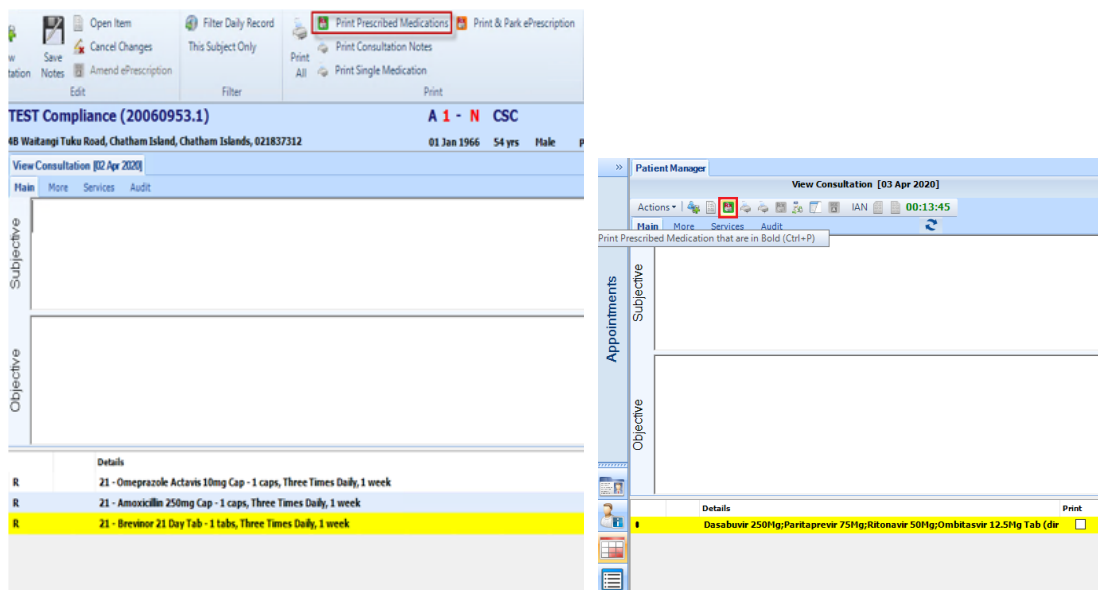 Open Item
Filter Daily Record
Print Prescribed Medications
Print & Park ePrescription
Save Notes
Cancel Changes
This Subject Only
Print All
Print Consultation Notes
w
tation
Amend ePrescription
Print Single Medication
Edit
Filter
Print
TEST Compliance (20060953.1)
A 1 - N CSC
4B Waitangi Tuku Road, Chatham Island, Chatham Islands, 021837312
01 Jan 1966 54 yrs Male P
View Consultation [02 Apr 2020]
Main More Services Audit
Subjective
Objective
Details
R 21 - Omeprazole Actavis 10mg Cap - 1 caps, Three Times Daily, 1 week
R 21 - Amoxicillin 250mg Cap - 1 caps, Three Times Daily, 1 week
R 21 - Brevinor 21 Day Tab - 1 tabs, Three Times Daily, 1 week
»
Patient Manager
View Consultation [03 Apr 2020]
Actions IAN 00:13:45
Main More Services Audit
Print Prescribed Medication that are in Bold (Ctrl+P)
Appointments
Subjective
Objective
Details Print
Dasabuvir 250Mg;Paritaprevir 75Mg;Ritonavir 50Mg;Ombitasvir 12.5Mg Tab (dir